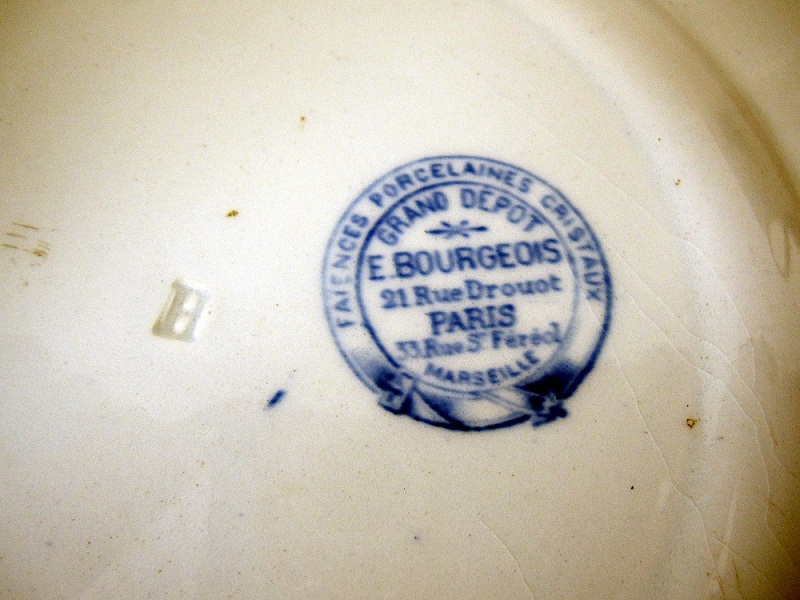 FAIENCES PORCELAINES CRISTAUX
GRAND DEPOT
E. BOURGEOIS
21 Rue Drouot
PARIS
33, Rue St Féréol
MARSEILLE
H